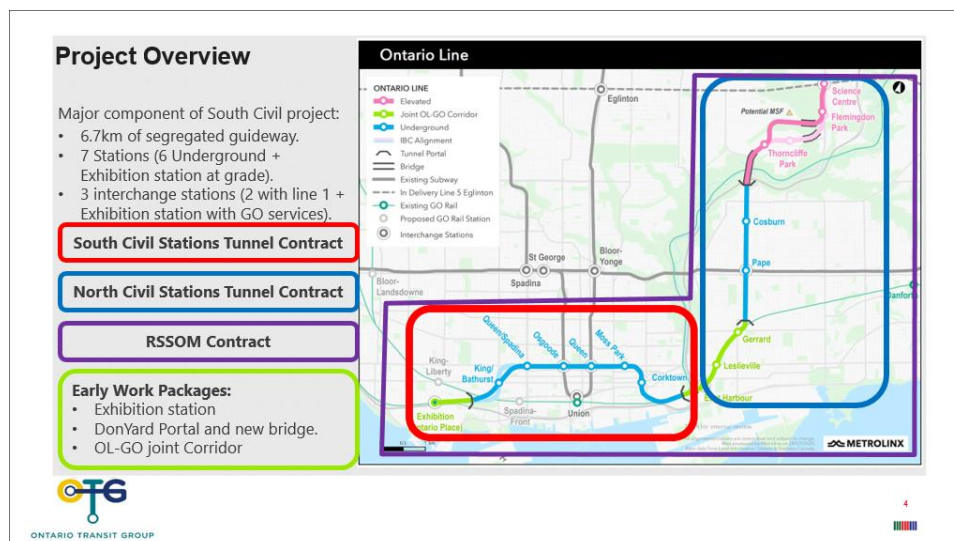 Project Overview
Major component of South Civil project:
• 6.7km of segregated guideway.
• 7 Stations (6 Underground +
Exhibition station at grade).
• 3 interchange stations (2 with line 1 +
Exhibition station with GO services).
South Civil Stations Tunnel Contract
North Civil Stations Tunnel Contract
RSSOM Contract
Early Work Packages:
• Exhibition station
• DonYard Portal and new bridge.
• OL-GO joint Corridor
Ontario Line
ONTARIO LINE
Elevated
Joint OL-GO Corridor
Underground
IBC Alignment
Tunnel Portal
Bridge
Existing Subway
In Delivery Line 5 Eglinton
Existing GO Rail
Proposed GO Rail Station
Interchange Stations
Eglinton
Science
Centre
Potential MSF
Flemingdon
Park
Thorncliffe
Park
Cosburn
Pape
Bloor-
Yonge
St George
Spadina
Bloor-
Lansdowne
Danfort
Gerrard
Leslieville
Harbour
Queen/Spadina
Osgoode
Queen
Moss Park
King/
Bathurst
Corktown
King-
Liberty
Spadina-
Front
Union
Exhibition
tario Place)
METROLINX
OTG
ONTARIO TRANSIT GROUP
4